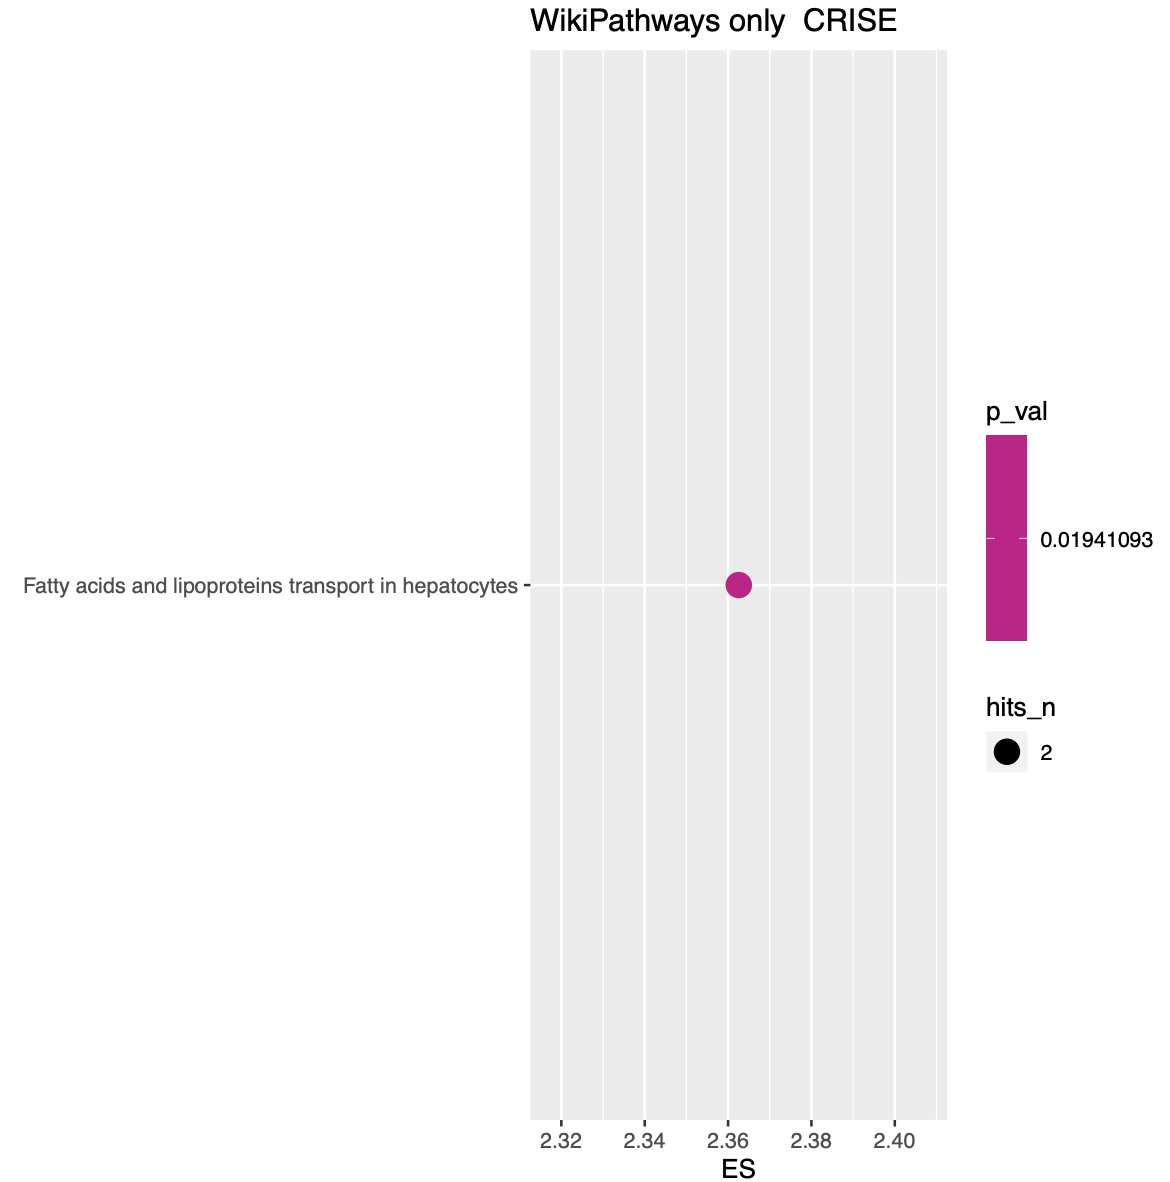 WikiPathways only  CRISE
Fatty acids and lipoproteins transport in hepatocytes
2.32 2.34 2.36 2.38 2.40
ES
p_val
0.01941093
hits_n
2